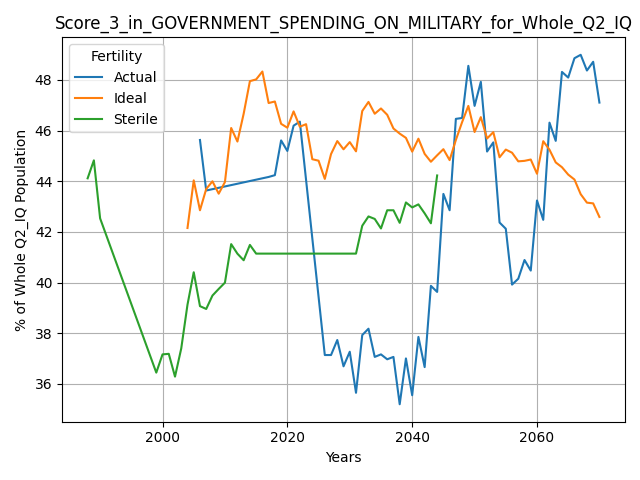 Score_3_in_GOVERNMENT_SPENDING_ON_MILITARY_for_Whole_Q2_IQ
Fertility
Actual
Ideal
Sterile
% of Whole Q2_IQ Population
48
46
44
42
40
38
36
2000
2020
2040
2060
Years